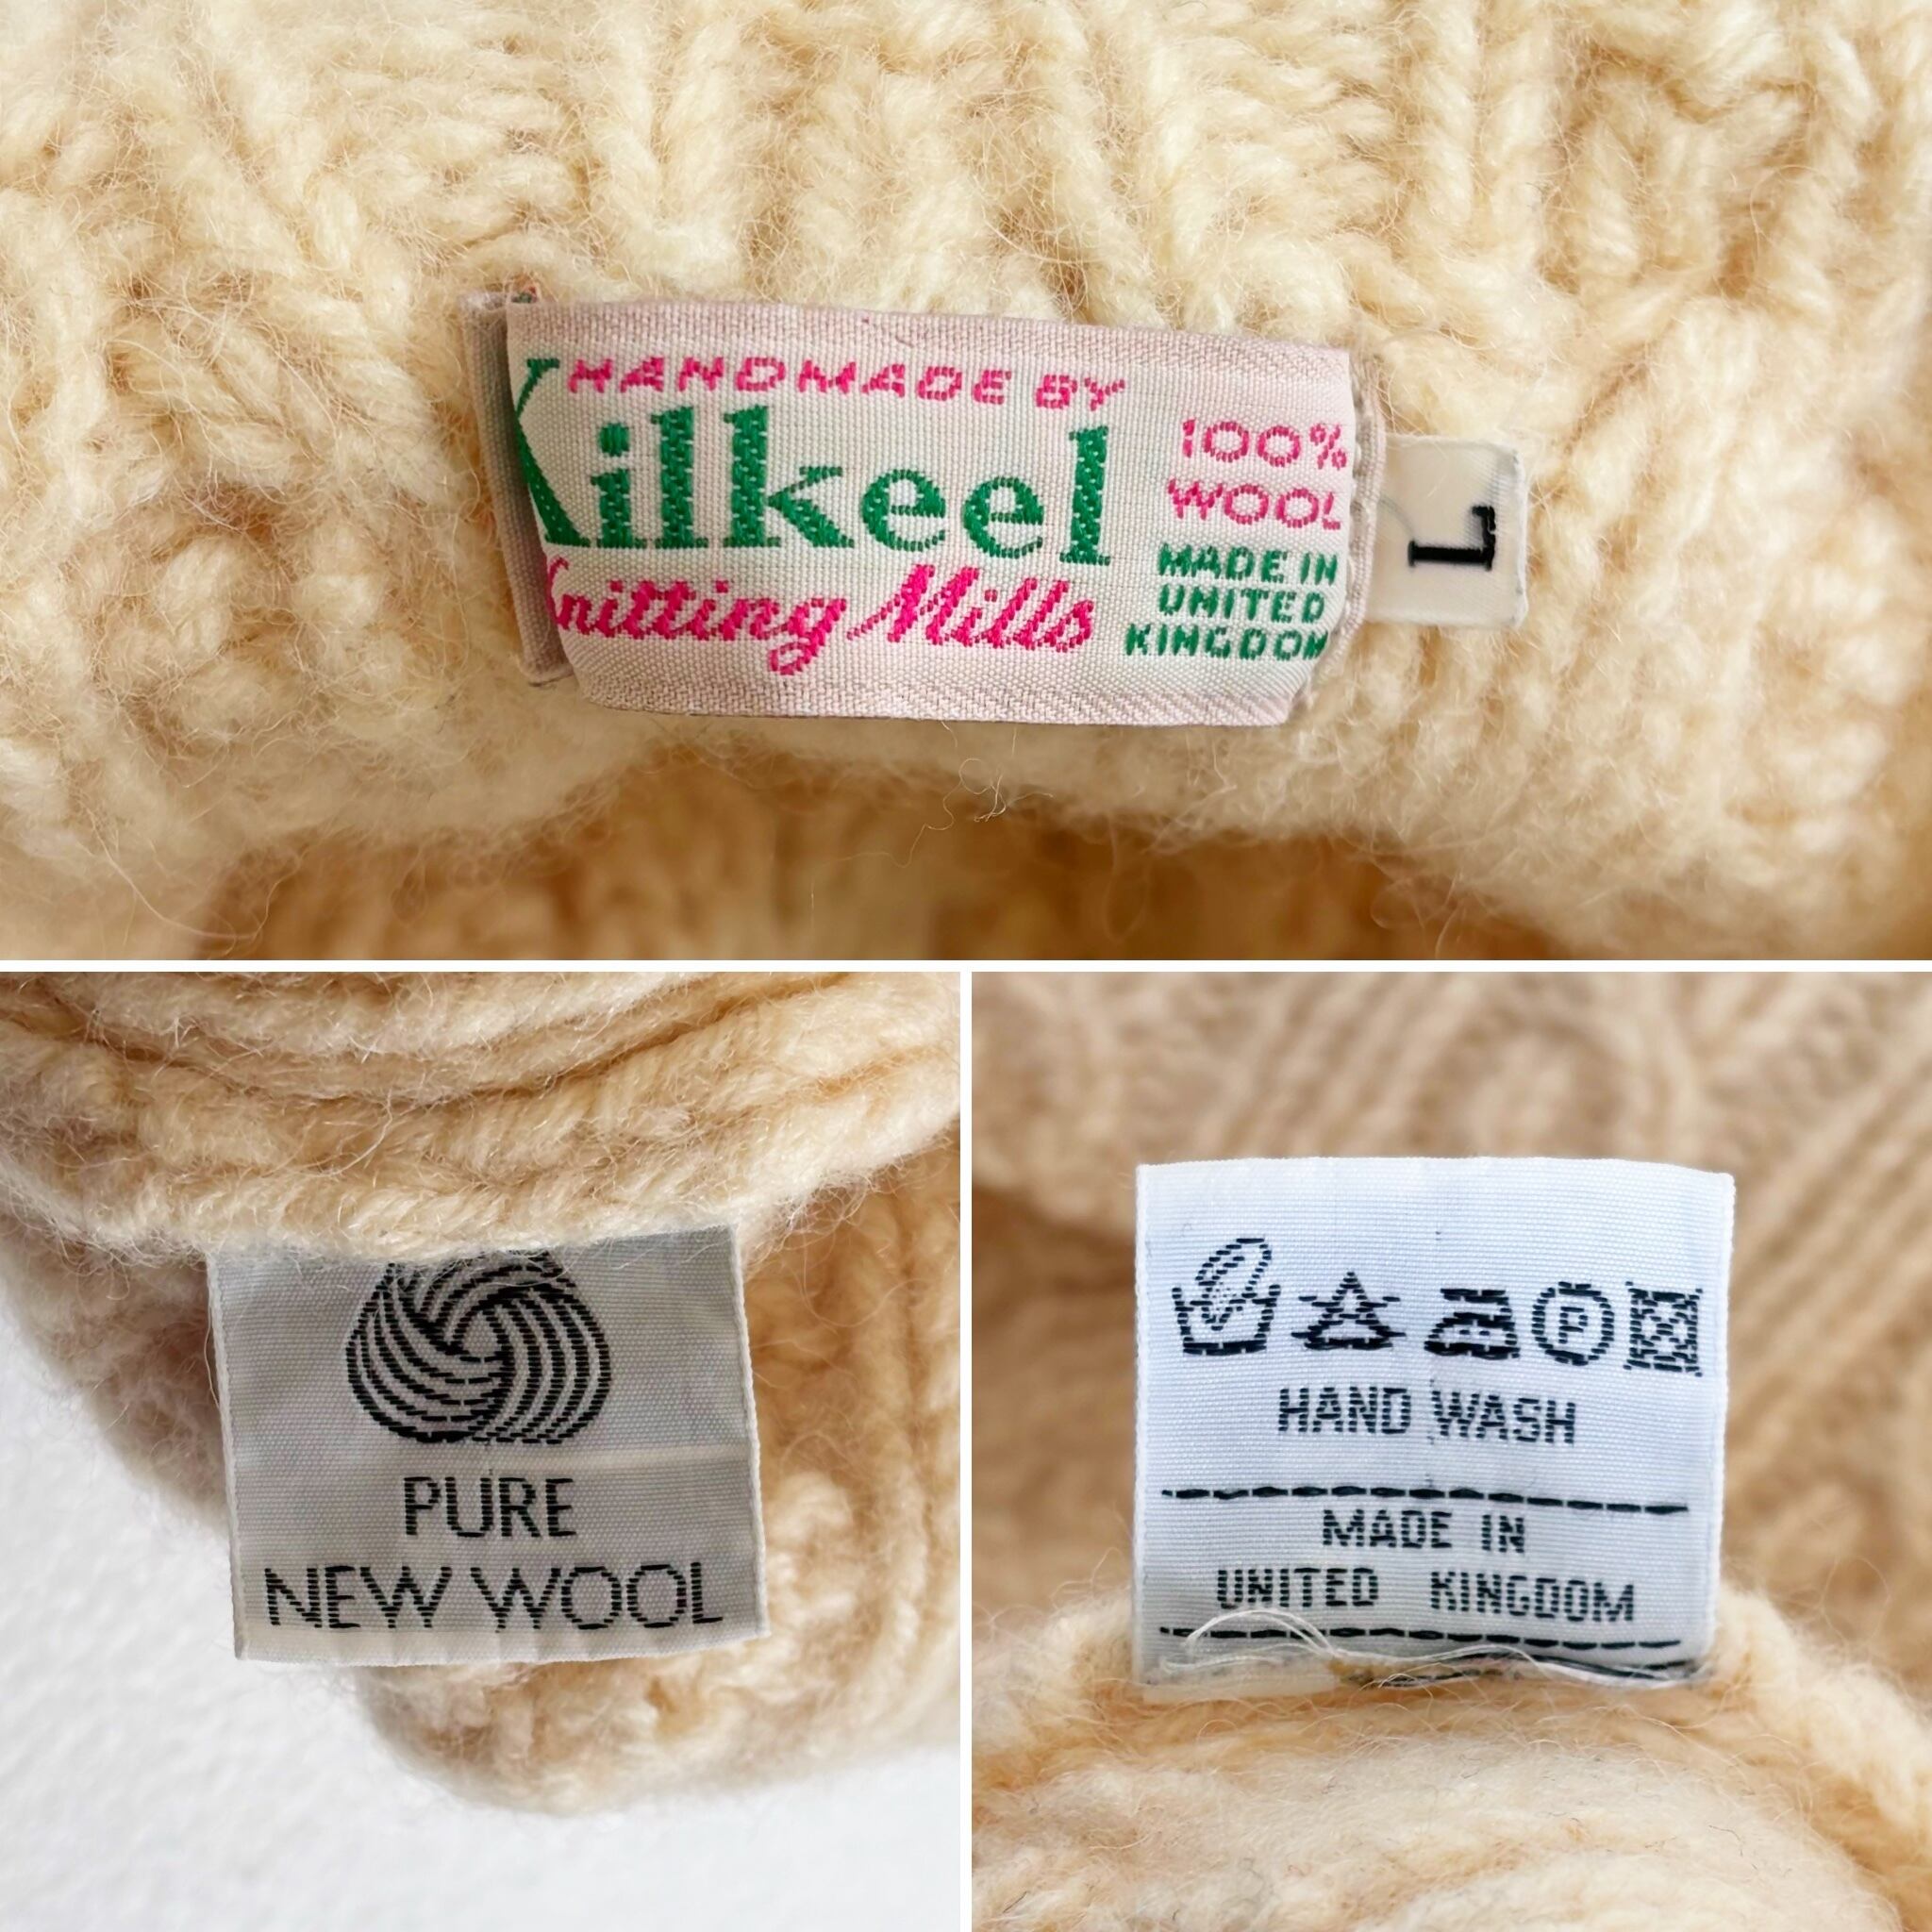 HANDMADE BY
Kilkeel
Knitting Mills
100%
WOOL
MADE IN
UNITED
KINGDOM
L
PURE
NEW WOOL
P
HAND WASH
MADE IN
UNITED KINGDOM